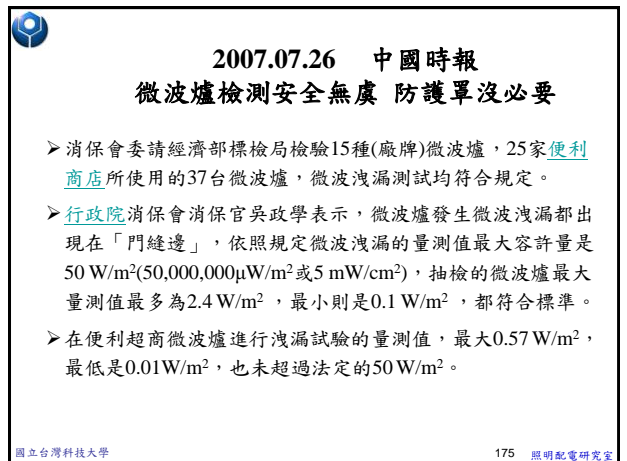 2007.07.26 中國時報
微波爐檢測安全無虞 防護罩沒必要
➢消保會委請經濟部標檢局檢驗15種(廠牌)微波爐，25家便利
商店所使用的37台微波爐，微波洩漏測試均符合規定。
➢行政院消保會消保官吳政學表示，微波爐發生微波洩漏都出
現在「門縫邊」，依照規定微波洩漏的量測值最大容許量是
50 W/m²(50,000,000μW/m²或5 mW/cm²)，抽檢的微波爐最大
量測值最多為2.4 W/m²，最小則是0.1 W/m²，都符合標準。
➢在便利超商微波爐進行洩漏試驗的量測值，最大0.57 W/m²，
最低是0.01W/m²，也未超過法定的50 W/m²。
國立台灣科技大學 175 照明配電研究室